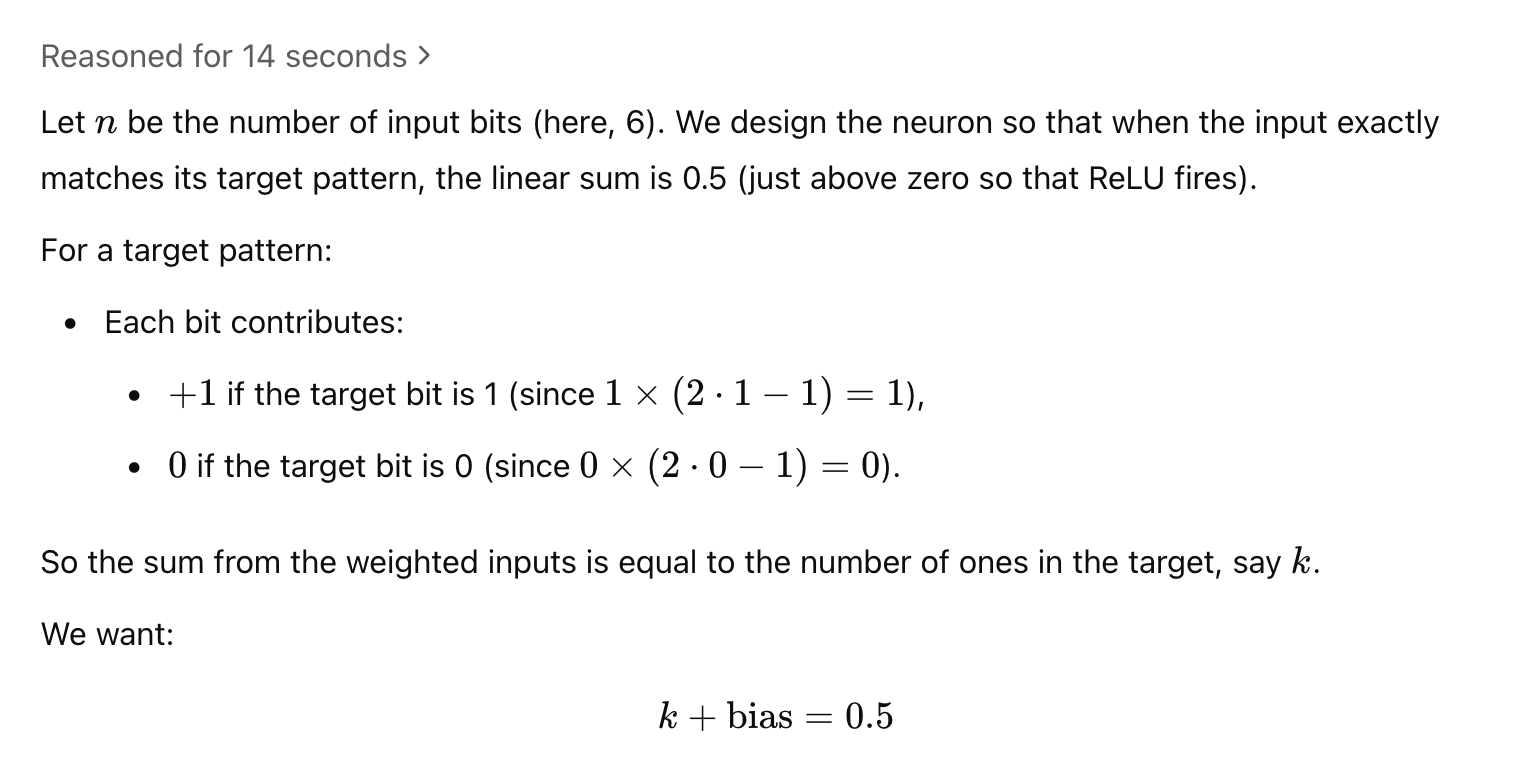 Reasoned for 14 seconds >
Let n be the number of input bits (here, 6). We design the neuron so that when the input exactly
matches its target pattern, the linear sum is 0.5 (just above zero so that ReLU fires).
For a target pattern:
• Each bit contributes:
• +1 if the target bit is 1 (since 1 × (2 · 1 − 1) = 1),
• 0 if the target bit is 0 (since 0 × (2 · 0 − 1) = 0).
So the sum from the weighted inputs is equal to the number of ones in the target, say k.
We want:
k + bias = 0.5